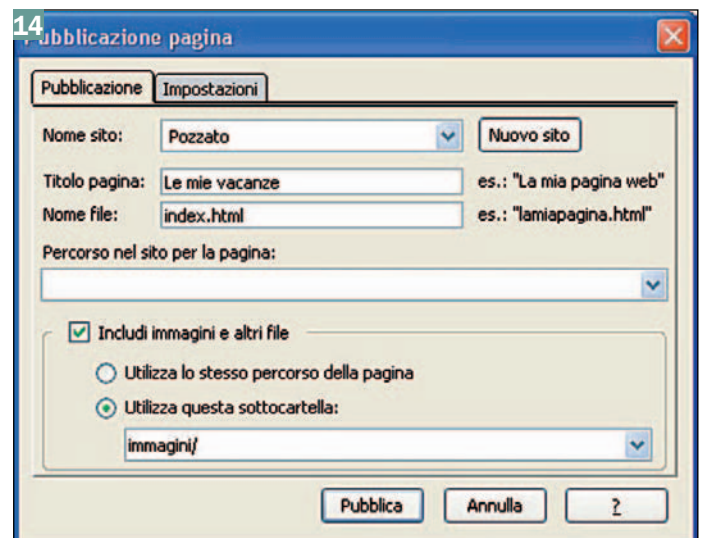 14
Pubblicazione pagina
Pubblicazione Impostazioni
Nome sito: Pozzato Nuovo sito
Titolo pagina: Le mie vacanze es.: "La mia pagina web"
Nome file: index.html es.: "lamiapagina.html"
Percorso nel sito per la pagina:
Includi immagini e altri file
Utilizza lo stesso percorso della pagina
Utilizza questa sottocartella:
immagini/
Pubblica Annulla ?